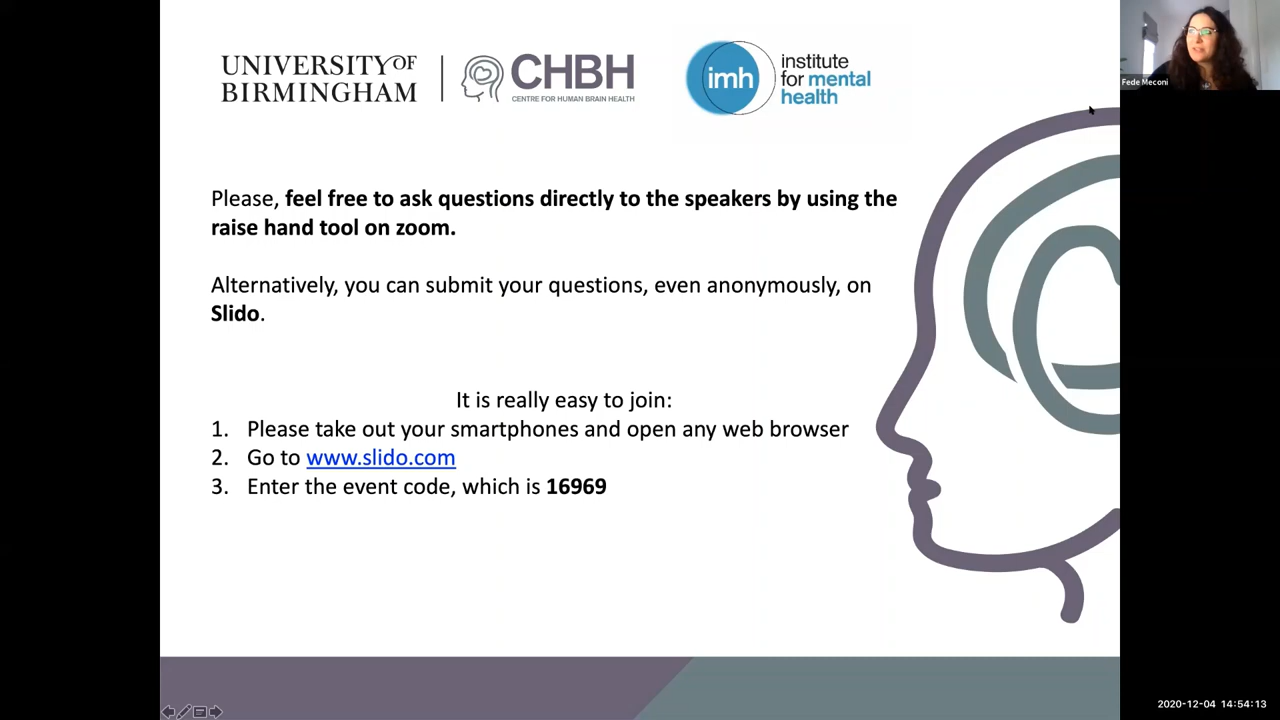 UNIVERSITY OF
BIRMINGHAM
CHBH
CENTRE FOR HUMAN BRAIN HEALTH
imh
institute
for mental
health
Fede Meconi
Please, feel free to ask questions directly to the speakers by using the
raise hand tool on zoom.
Alternatively, you can submit your questions, even anonymously, on
Slido.
It is really easy to join:
1. Please take out your smartphones and open any web browser
2. Go to www.slido.com
3. Enter the event code, which is 16969
2020-12-04 14:54:13